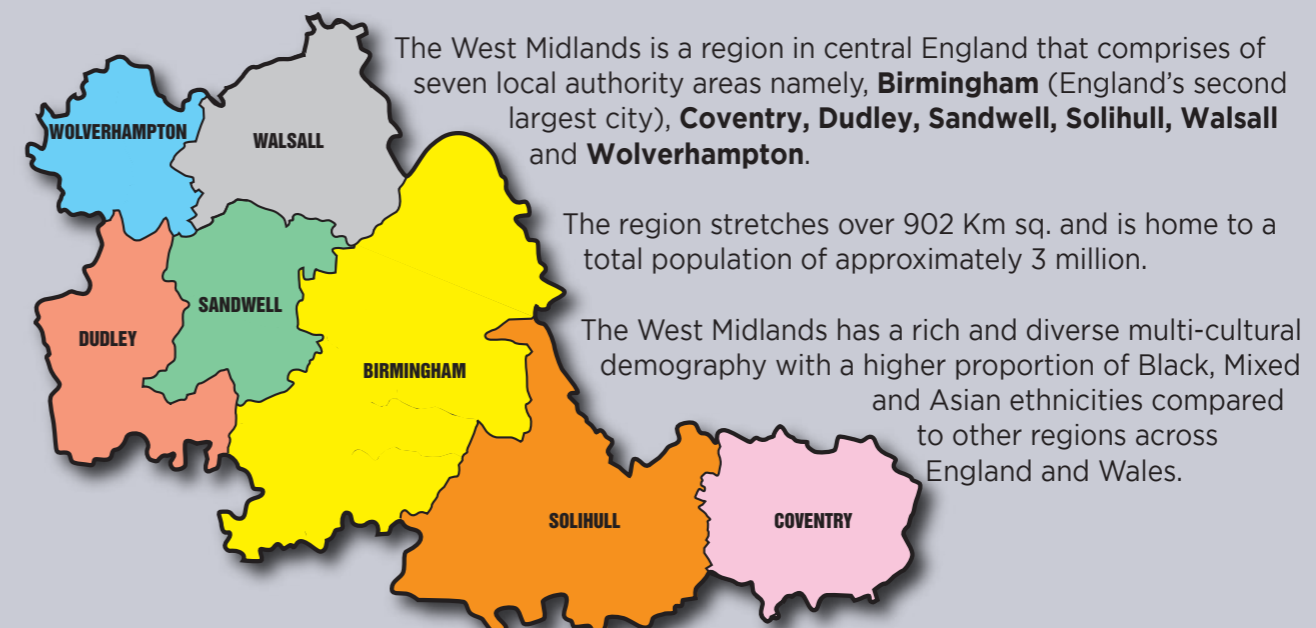 The West Midlands is a region in central England that comprises of
seven local authority areas namely, Birmingham (England’s second
largest city), Coventry, Dudley, Sandwell, Solihull, Walsall
and Wolverhampton.
The region stretches over 902 Km sq. and is home to a
total population of approximately 3 million.
The West Midlands has a rich and diverse multi-cultural
demography with a higher proportion of Black, Mixed
and Asian ethnicities compared
to other regions across
England and Wales.
WOLVERHAMPTON
WALSALL
SANDWELL
DUDLEY
BIRMINGHAM
SOLIHULL
COVENTRY